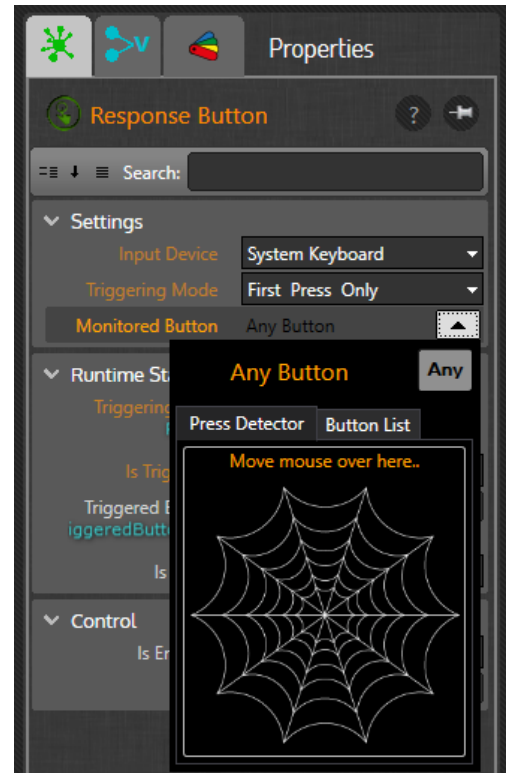 V
Properties
Response Button
?
Search:
Settings
Input Device System Keyboard
Triggering Mode First Press Only
Monitored Button Any Button
Any Button Any
Runtime St
Triggering
Press Detector Button List
Move mouse over here..
Is Trig
Triggered
iggeredButt
Is
Control
Is En